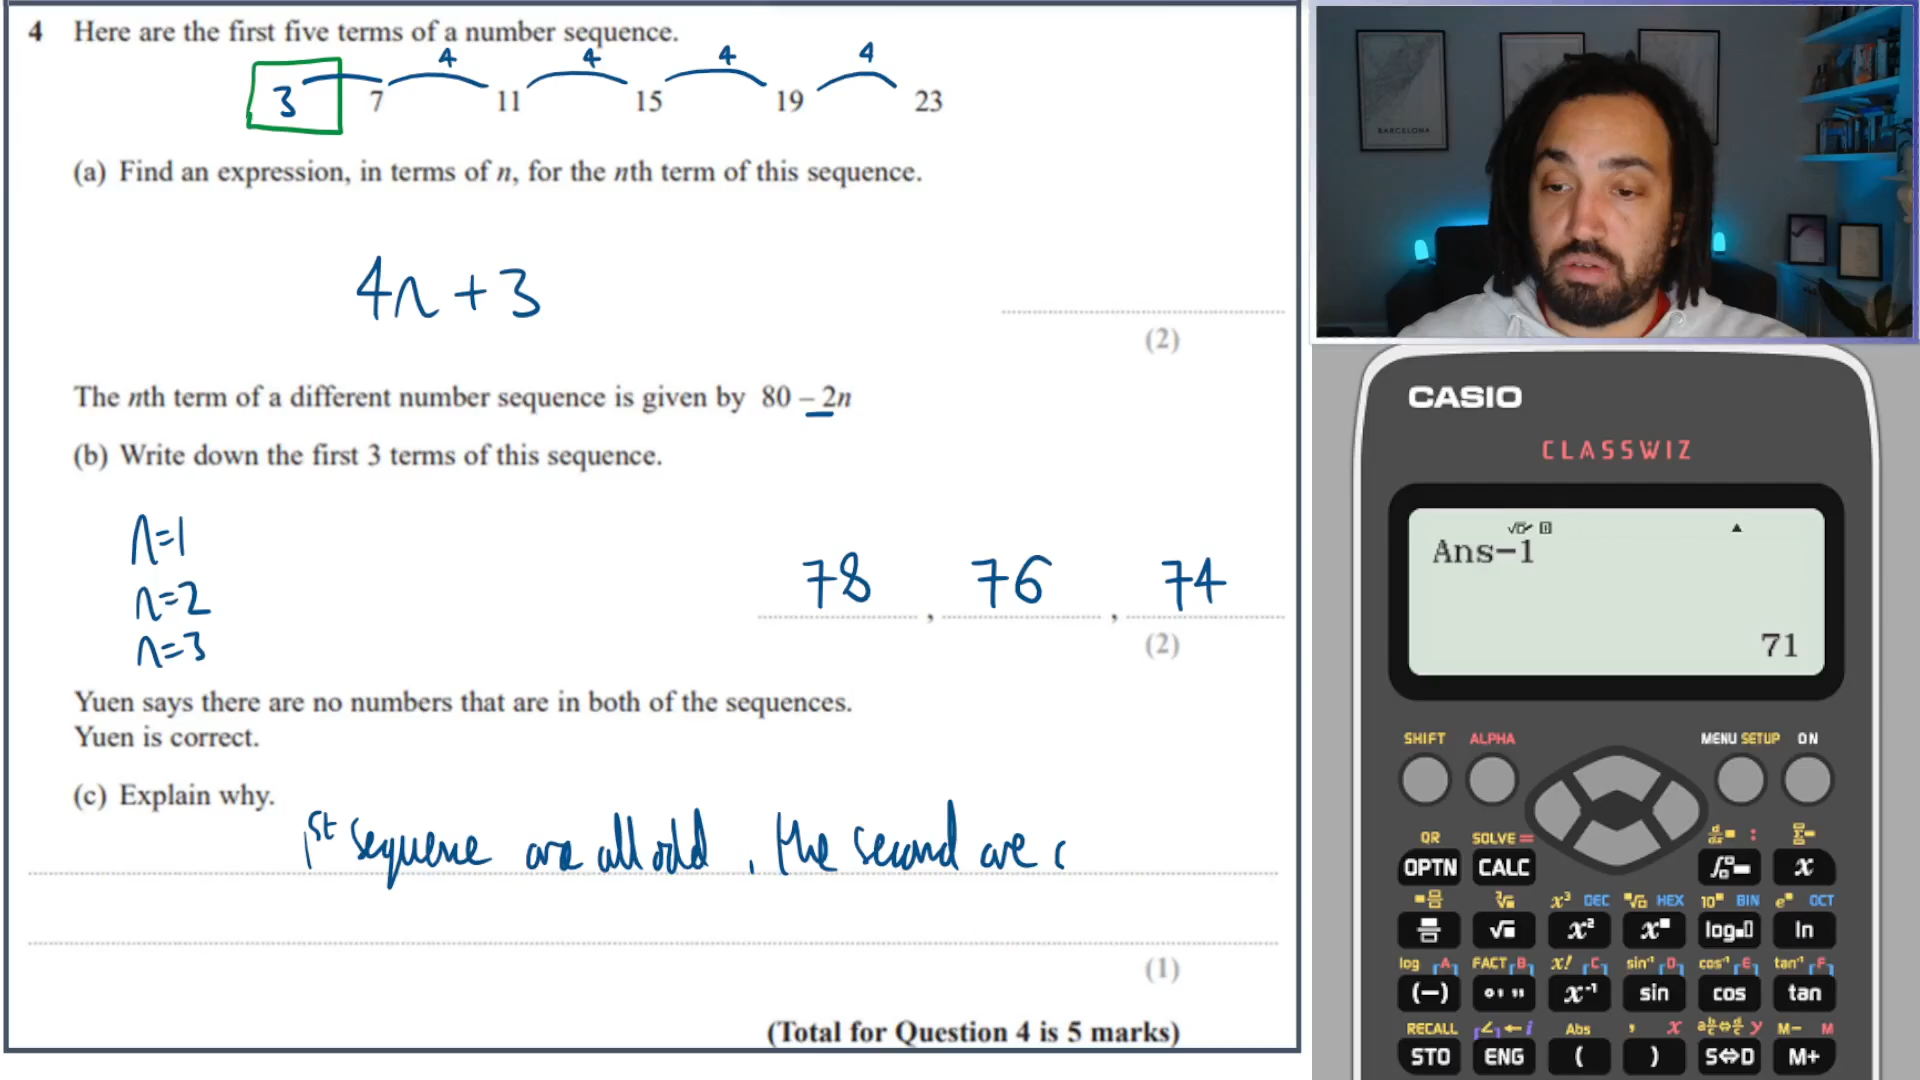 4 Here are the first five terms of a number sequence.
4 4 4 4
3 7 11 15 19 23
(a) Find an expression, in terms of n, for the nth term of this sequence.
4n + 3
(2)
The nth term of a different number sequence is given by 80 – 2n
(b) Write down the first 3 terms of this sequence.
n=1
n=2
n=3
78 , 76 , 74
(2)
Yuen says there are no numbers that are in both of the sequences.
Yuen is correct.
(c) Explain why.
1st sequence are all odd , the second are
(1)
(Total for Question 4 is 5 marks)
BARCELONA
CASIO
CLASSWIZ
Ans−1
71
SHIFT ALPHA MENU SETUP ON
QR SOLVE =
OPTN CALC x
x³ DEC HEX 10 BIN e OCT
√ x² log ln
log A FACT B x! C sin⁻¹ D cos⁻¹ E tan⁻¹ F
(−) x⁻¹ sin cos tan
RECALL ∠ ← i Abs , x y M− M
STO ENG ( ) S⇔D M+